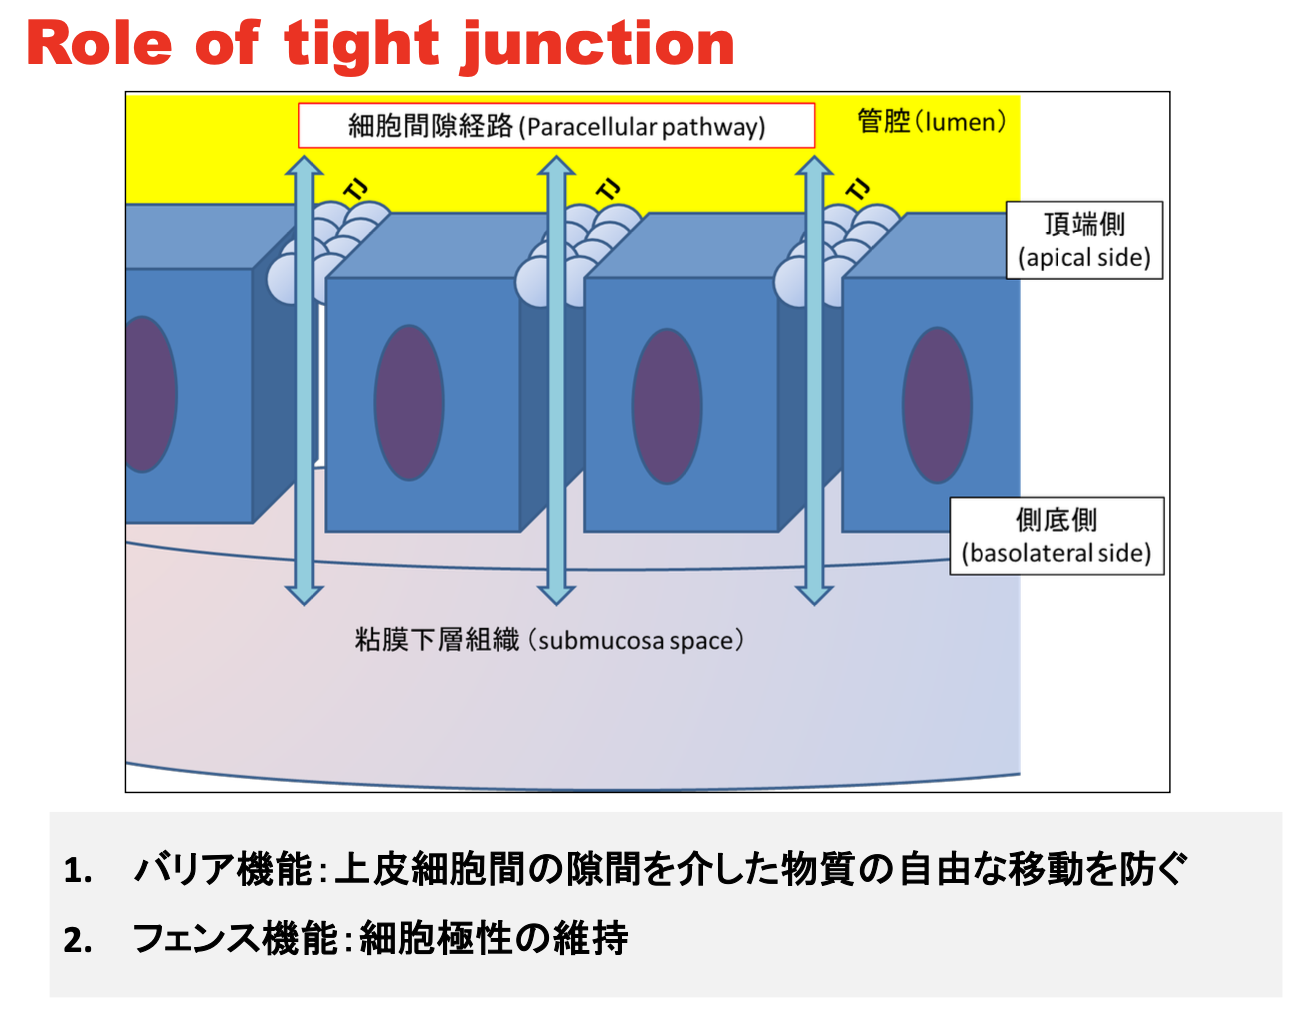 Role of tight junction
細胞間隙経路 (Paracellular pathway)
管腔（lumen）
TJ
TJ
TJ
頂端側
(apical side)
側底側
(basolateral side)
粘膜下層組織（submucosa space）
1. バリア機能：上皮細胞間の隙間を介した物質の自由な移動を防ぐ
2. フェンス機能：細胞極性の維持